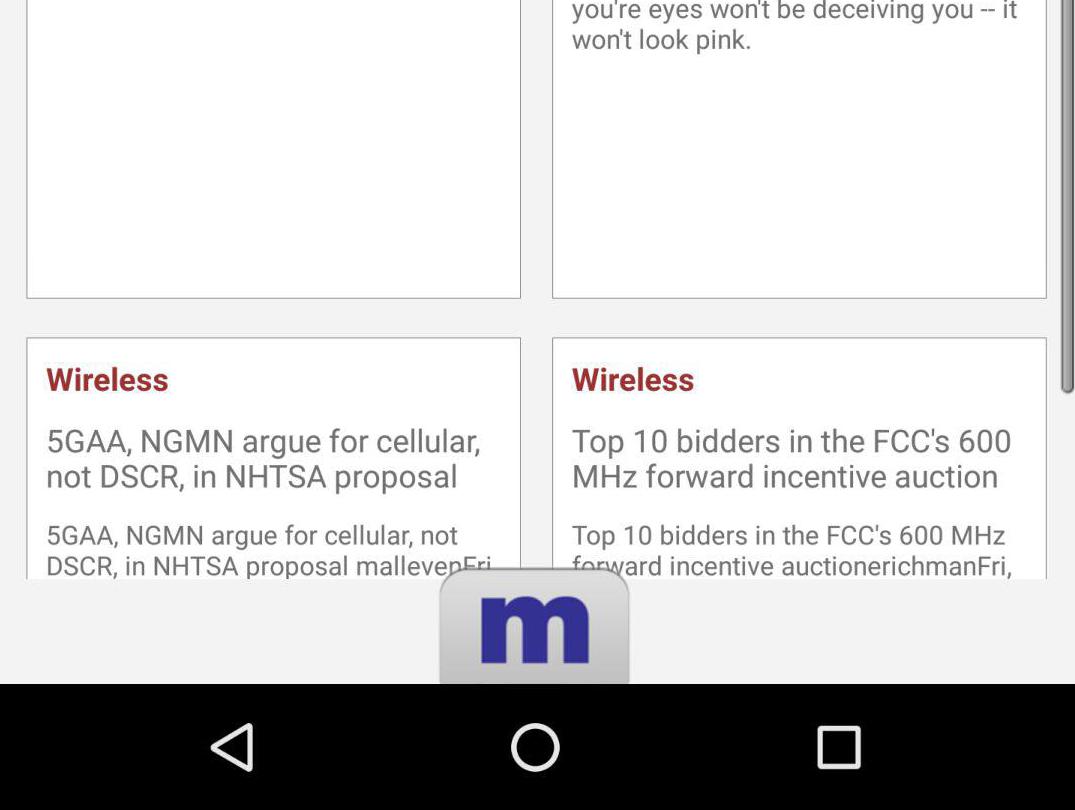 you're eyes won't be deceiving you -- it
won't look pink.
Wireless
5GAA, NGMN argue for cellular,
not DSCR, in NHTSA proposal
5GAA, NGMN argue for cellular, not
DSCR, in NHTSA proposal mallevenFri
Wireless
Top 10 bidders in the FCC's 600
MHz forward incentive auction
Top 10 bidders in the FCC's 600 MHz
forward incentive auctionerichmanFri,
m